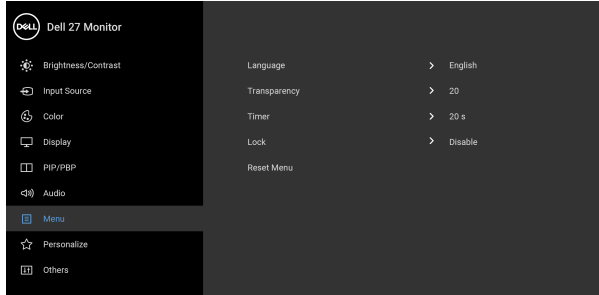 DELL Dell 27 Monitor
Brightness/Contrast
Input Source
Color
Display
PIP/PBP
Audio
Menu
Personalize
Others
Language > English
Transparency > 20
Timer > 20 s
Lock > Disable
Reset Menu